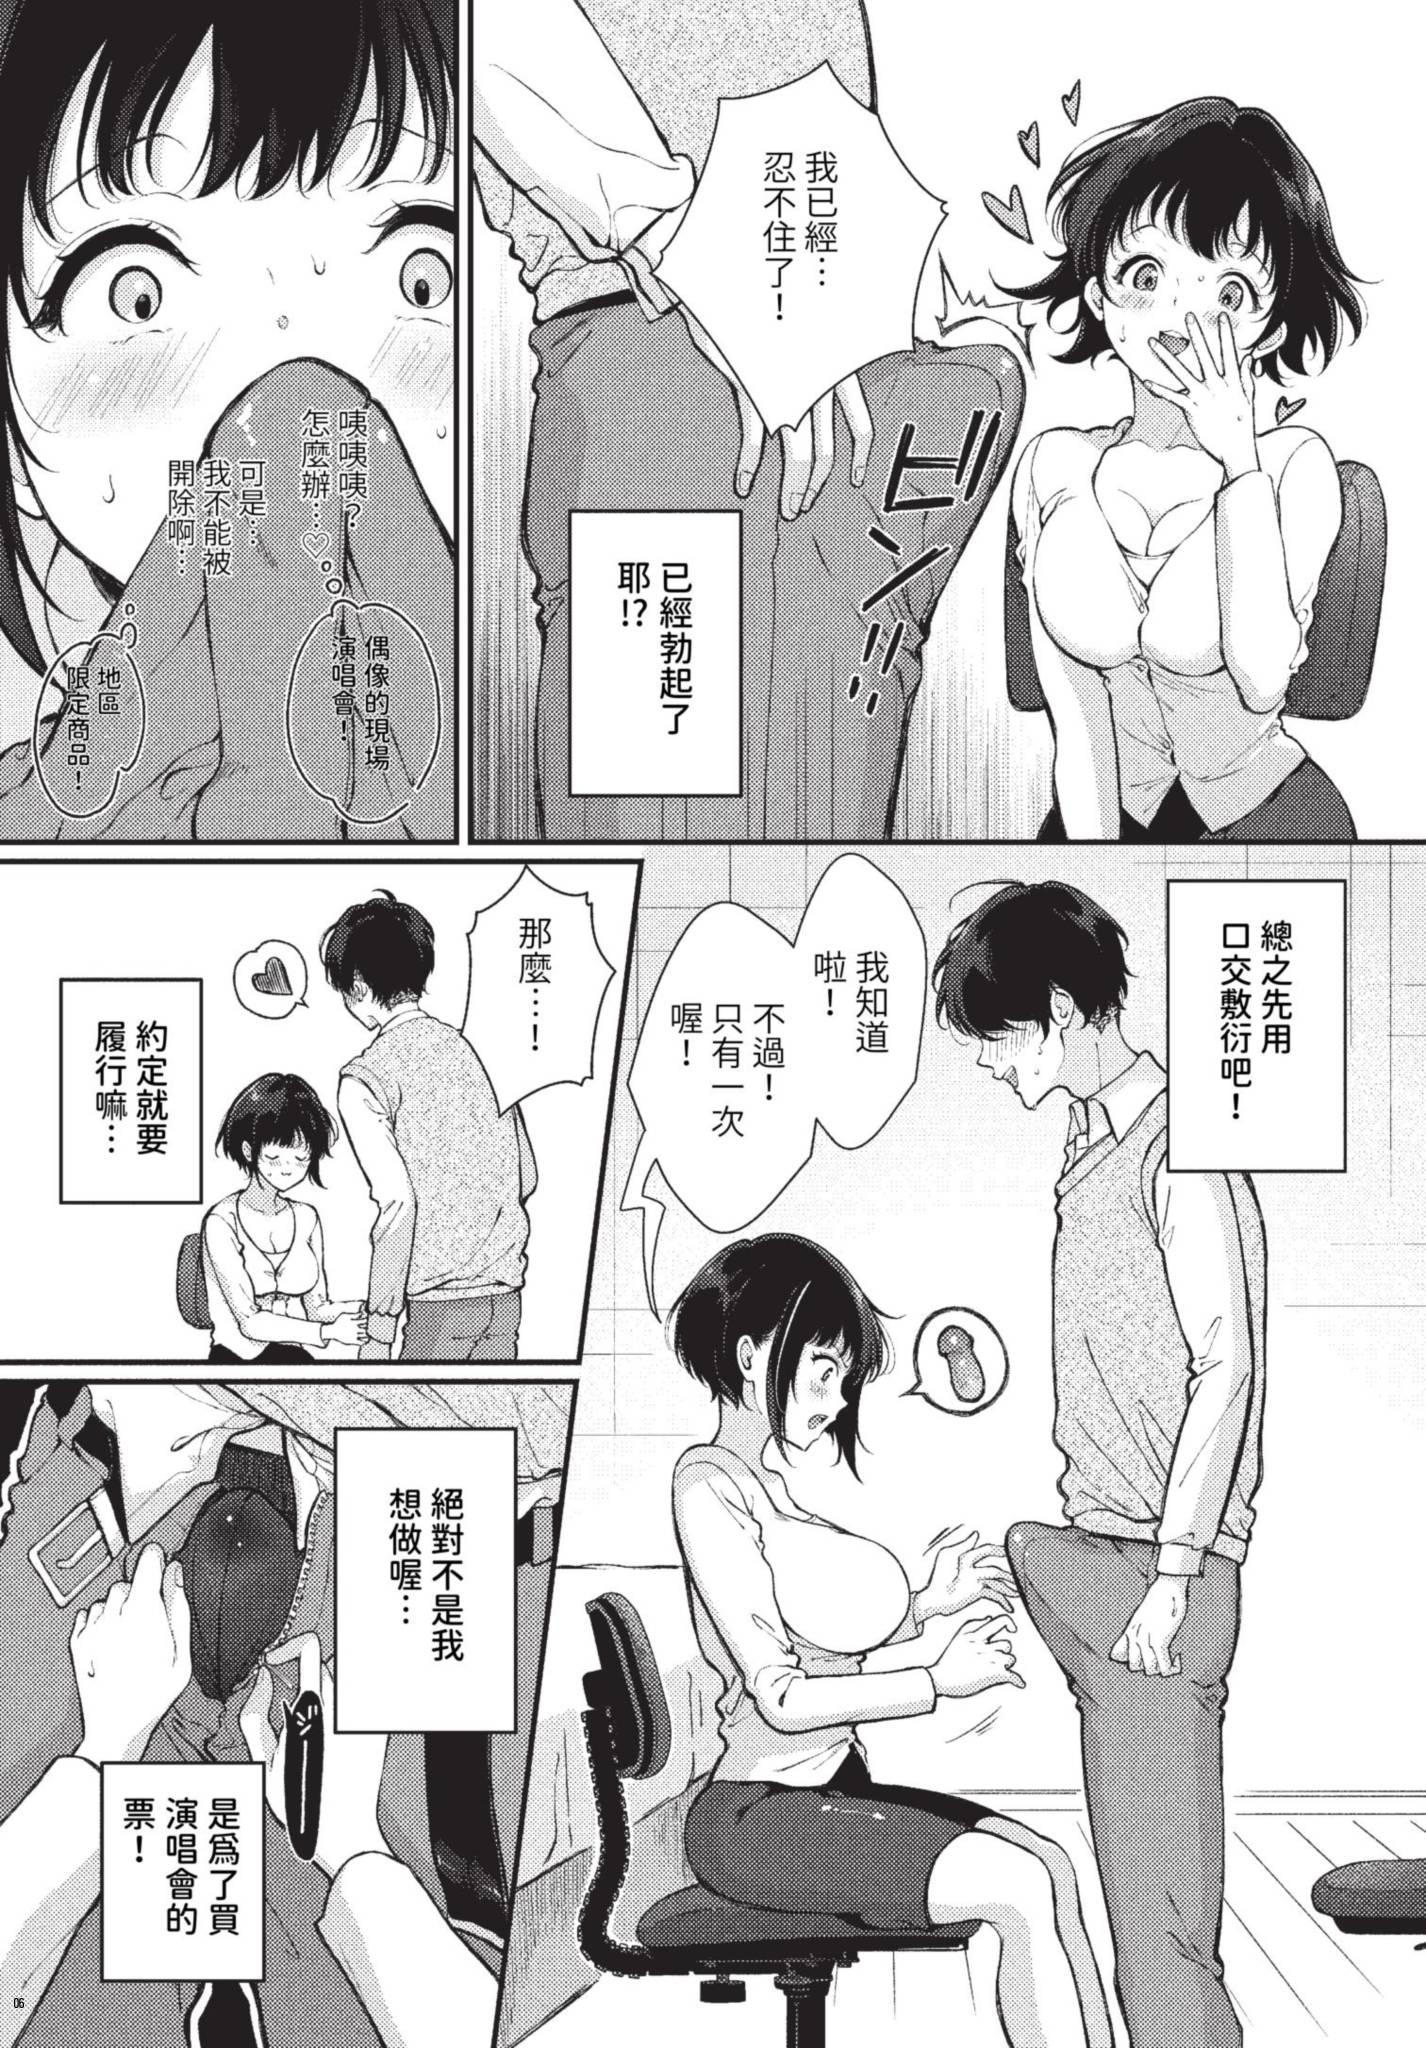 我已經…
忍不住了！
ビンッ!!
已經勃起了
耶!?
咦咦咦？
怎麼辦…♡
偶像的現場
演唱會！
可是…
我不能被
開除啊…
地區
限定商品！
總之先用
口交敷衍吧！
我知道
啦！
不過！
只有一次
喔！
那麼…！
約定就要
履行嘛…
絕對不是我
想做喔…
是為了買
演唱會的
票！
06